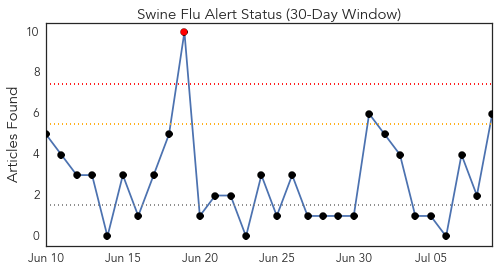 Swine Flu Alert Status (30-Day Window)
Articles Found
10
8
6
4
2
0
Jun 10
Jun 15
Jun 20
Jun 25
Jun 30
Jul 05